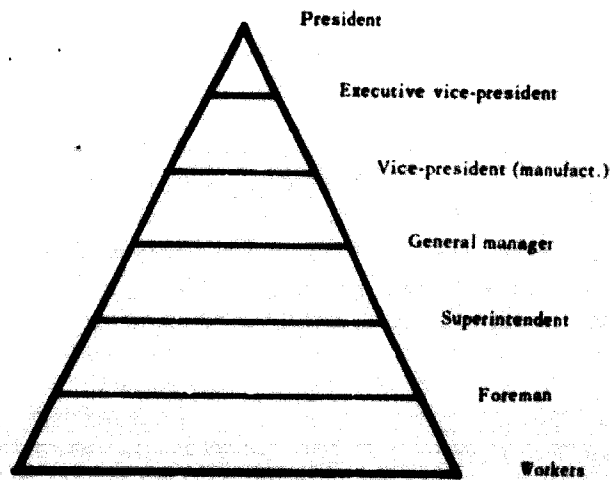 President
Executive vice-president
Vice-president (manufact.)
General manager
Superintendent
Foreman
Workers